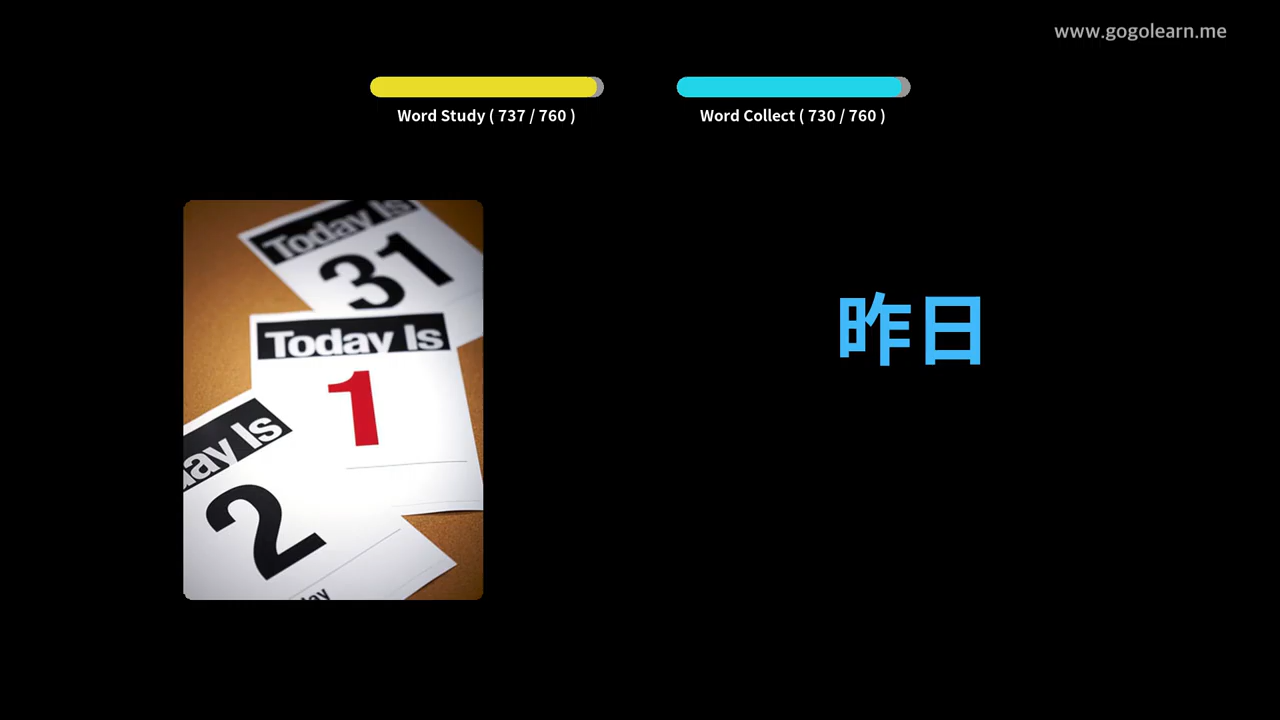 www.gogolearn.me
Word Study ( 737 / 760 )
Word Collect ( 730 / 760 )
Today Is
31
Today Is
1
ay Is
2
昨日